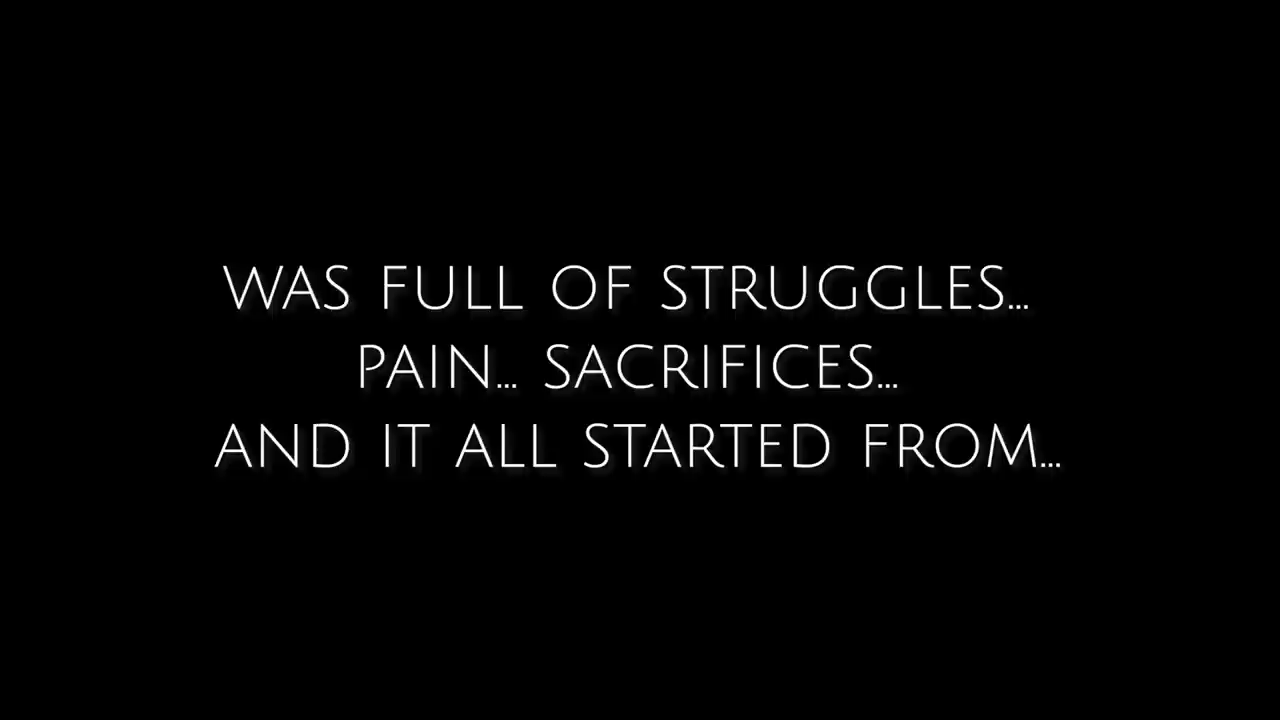 WAS FULL OF STRUGGLES...
PAIN... SACRIFICES...
AND IT ALL STARTED FROM...